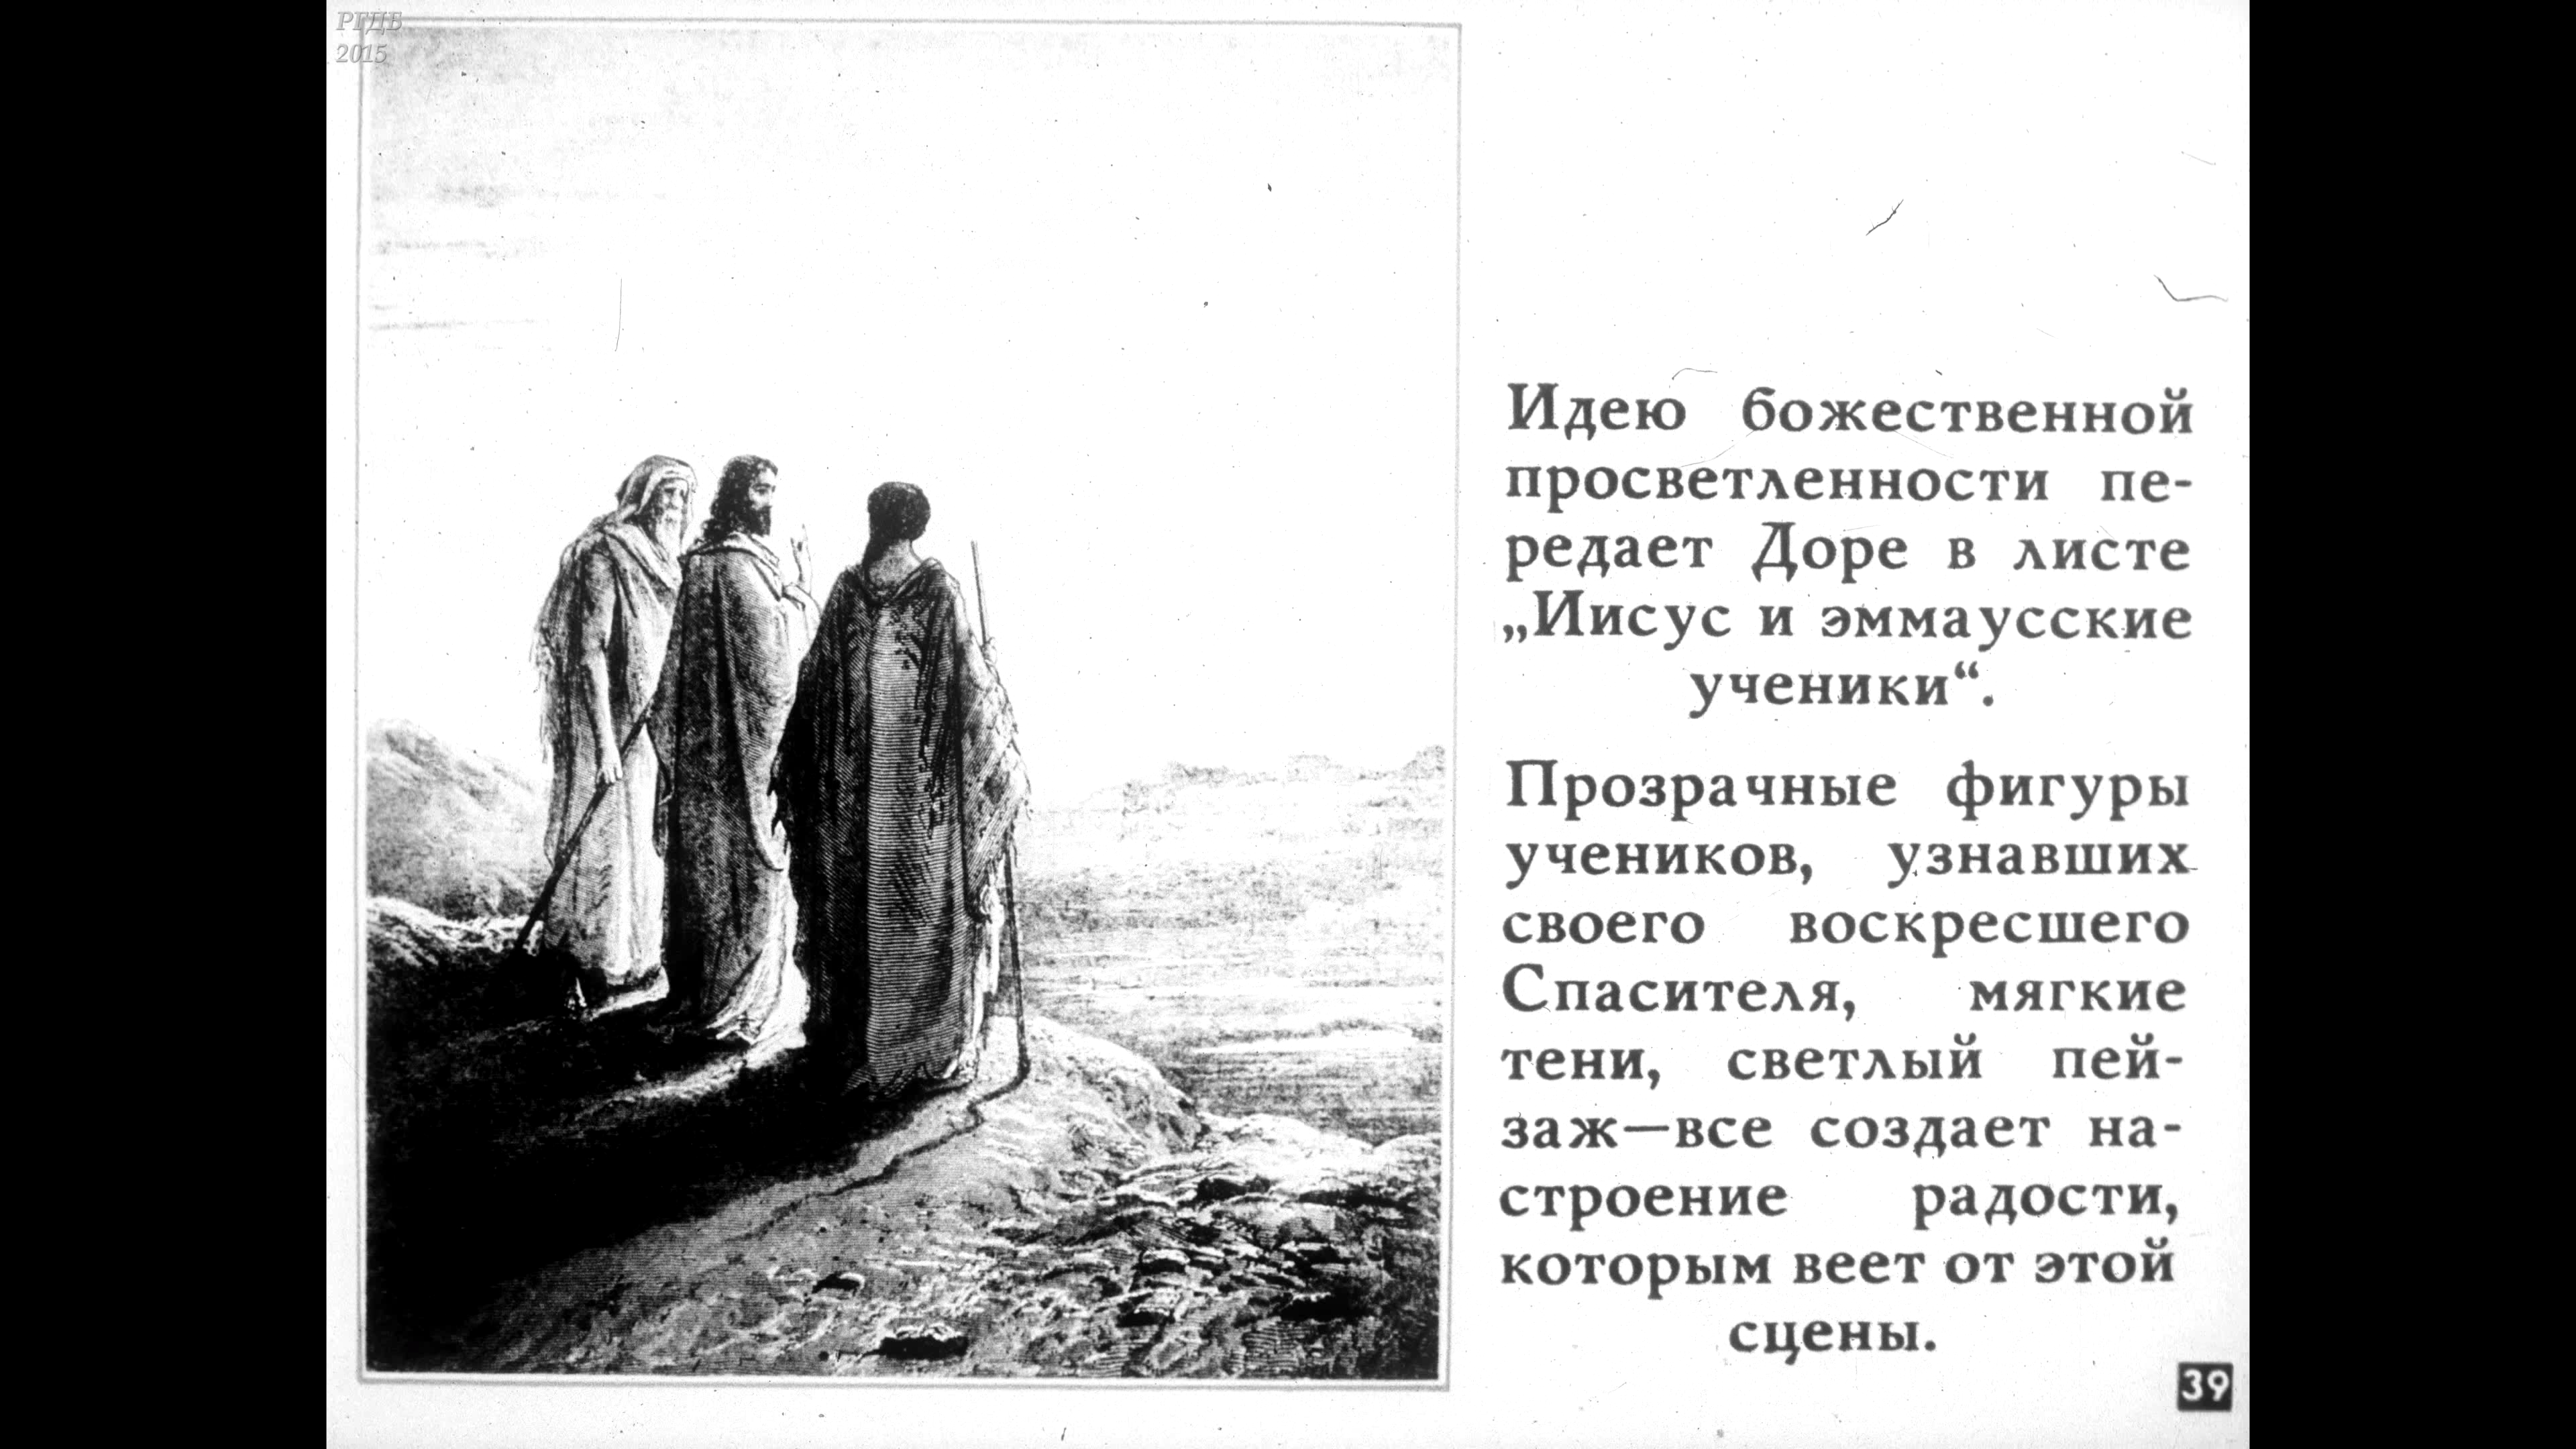 РГДБ
2015
Идею божественной
просветленности пе-
редает Доре в листе
„Иисус и эммаусские
ученики“.
Прозрачные фигуры
учеников, узнавших
своего воскресшего
Спасителя, мягкие
тени, светлый пей-
заж—все создает на-
строение радости,
которым веет от этой
сцены.
39